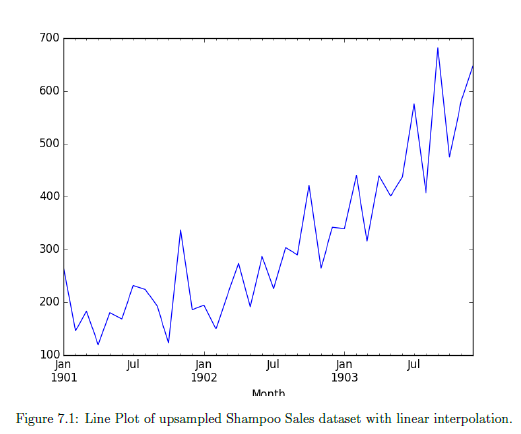 700
600
500
400
300
200
100
Jan Jul Jan Jul Jan Jul
1901 1902 1903
Month
Figure 7.1: Line Plot of upsampled Shampoo Sales dataset with linear interpolation.